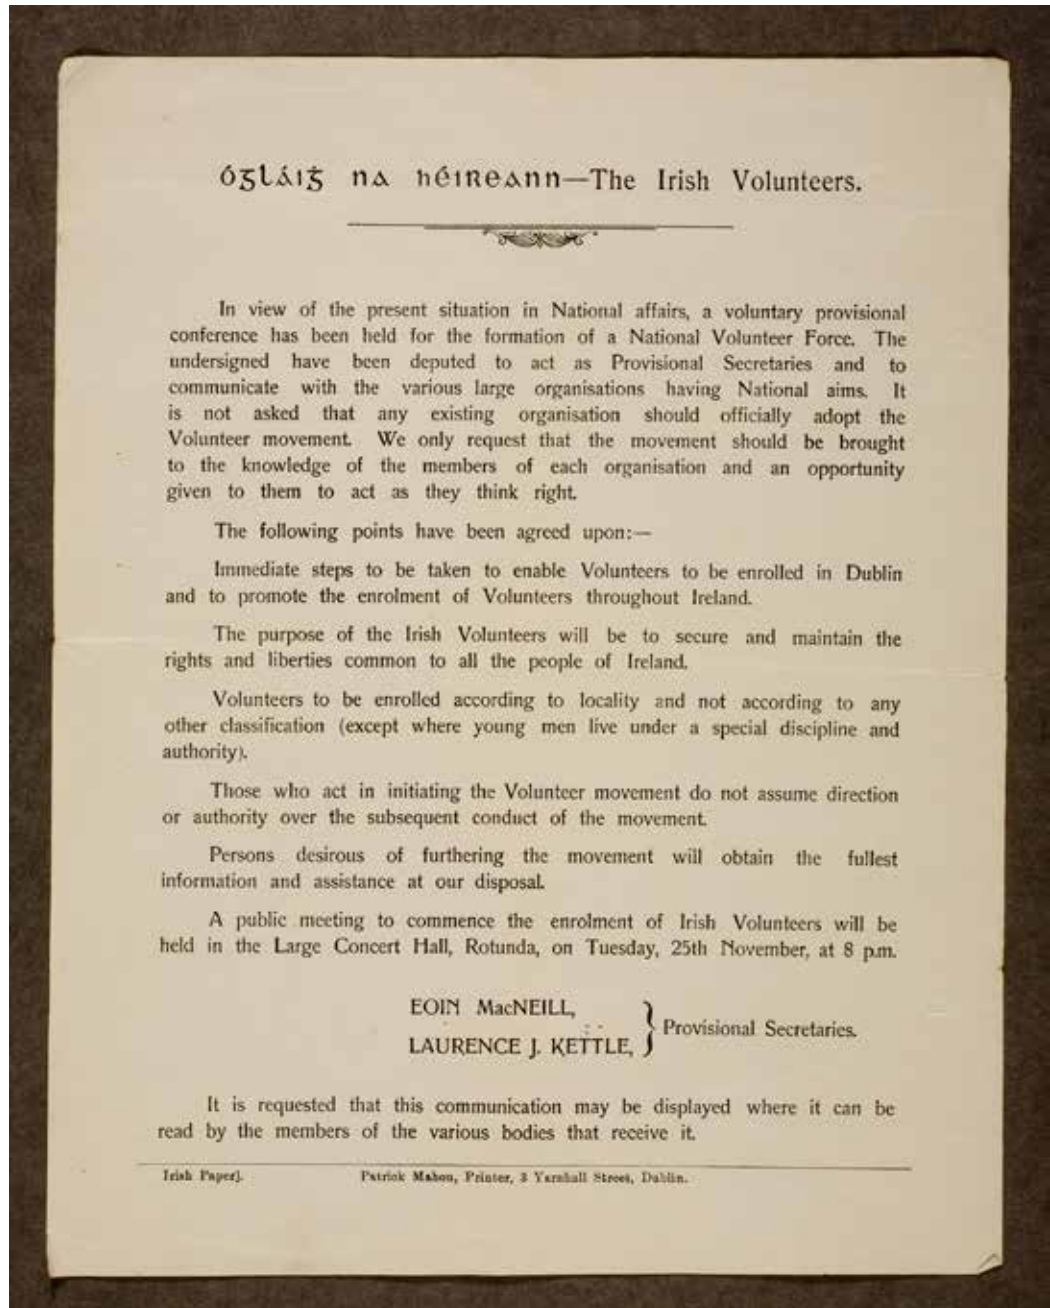 óᵹláiᵹ̇ na hÉireann—The Irish Volunteers.
In view of the present situation in National affairs, a voluntary provisional
conference has been held for the formation of a National Volunteer Force. The
undersigned have been deputed to act as Provisional Secretaries and to
communicate with the various large organisations having National aims. It
is not asked that any existing organisation should officially adopt the
Volunteer movement. We only request that the movement should be brought
to the knowledge of the members of each organisation and an opportunity
given to them to act as they think right.
The following points have been agreed upon:—
Immediate steps to be taken to enable Volunteers to be enrolled in Dublin
and to promote the enrolment of Volunteers throughout Ireland.
The purpose of the Irish Volunteers will be to secure and maintain the
rights and liberties common to all the people of Ireland.
Volunteers to be enrolled according to locality and not according to any
other classification (except where young men live under a special discipline and
authority).
Those who act in initiating the Volunteer movement do not assume direction
or authority over the subsequent conduct of the movement.
Persons desirous of furthering the movement will obtain the fullest
information and assistance at our disposal.
A public meeting to commence the enrolment of Irish Volunteers will be
held in the Large Concert Hall, Rotunda, on Tuesday, 25th November, at 8 p.m.
EOIN MacNEILL,
LAURENCE J. KETTLE,
Provisional Secretaries.
It is requested that this communication may be displayed where it can be
read by the members of the various bodies that receive it.
Irish Paper]. Patrick Mahon, Printer, 3 Yarnhall Street, Dublin.